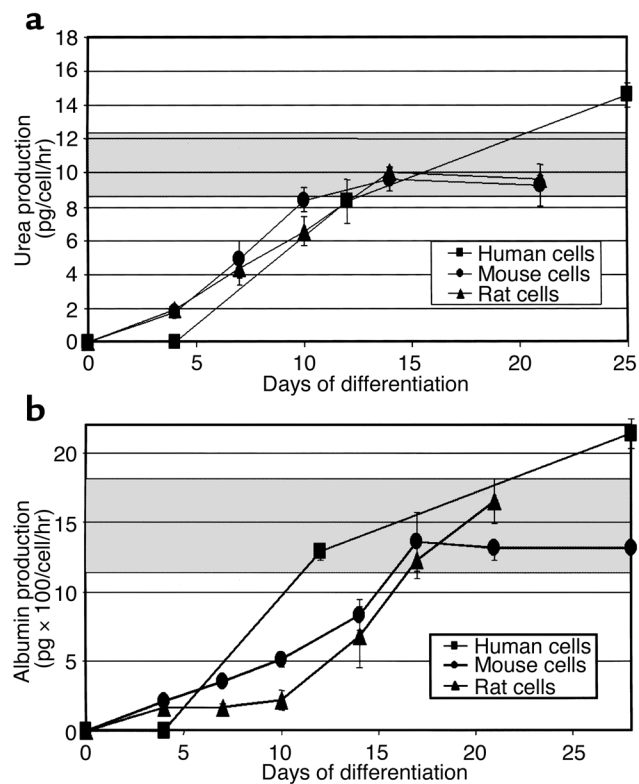 a
18
16
14
12
10
8
6
4
2
0
Urea production
(pg/cell/hr)
Human cells
Mouse cells
Rat cells
0 5 10 15 20 25
Days of differentiation
b
20
15
10
5
0
Albumin production
(pg × 100/cell/hr)
Human cells
Mouse cells
Rat cells
0 5 10 15 20 25
Days of differentiation